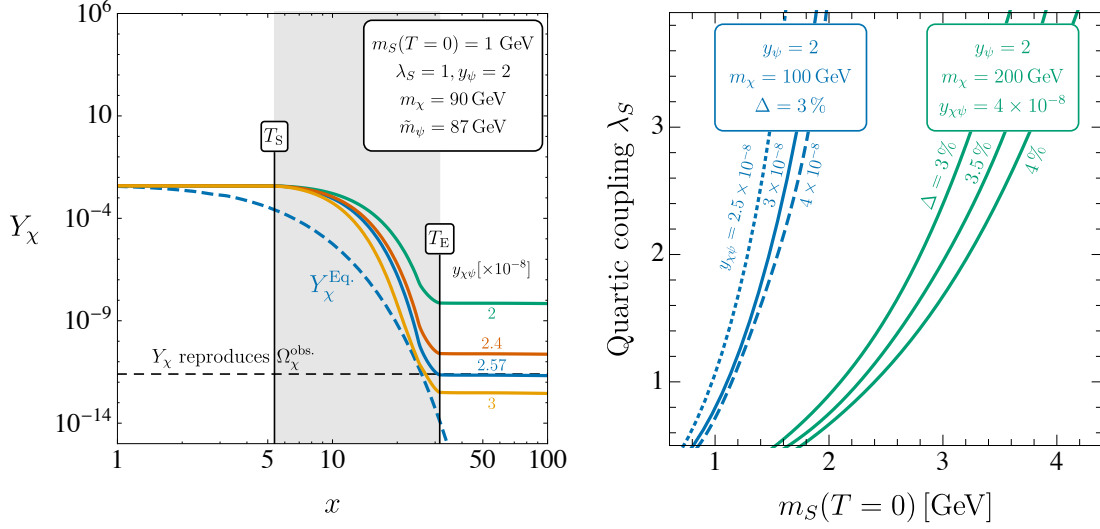 10⁶
10
10⁻⁴
10⁻⁹
10⁻¹⁴
Y_χ
m_S(T = 0) = 1 GeV
λ_S = 1, y_ψ = 2
m_χ = 90 GeV
m̃_ψ = 87 GeV
T_S
T_E
y_χψ[×10⁻⁸]
Y_χ^Eq.
2
2.4
2.57
3
Y_χ reproduces Ω_χ^obs.
1
5
10
50
100
x
Quartic coupling λ_S
3
2
1
y_ψ = 2
m_χ = 100 GeV
Δ = 3 %
y_ψ = 2
m_χ = 200 GeV
y_χψ = 4 × 10⁻⁸
y_χψ = 2.5 × 10⁻⁸
3 × 10⁻⁸
4 × 10⁻⁸
Δ = 3 %
3.5 %
4 %
1
2
3
4
m_S(T = 0) [GeV]